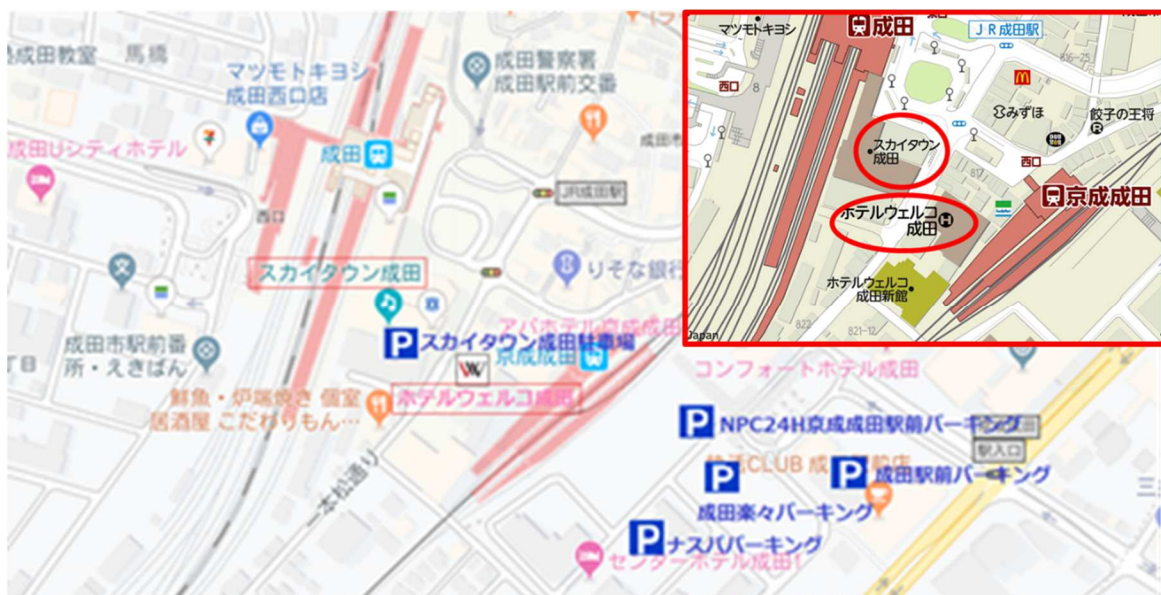 成田教室
馬橋
マツモトキヨシ
成田西口店
成田警察署
成田駅前交番
成田Uシティホテル
成田
JR成田駅
西口
スカイタウン成田
りそな銀行
アパホテル京成成田
スカイタウン成田駐車場
京成成田
成田市駅前番
所・えきばん
丁目
鮮魚・炉端焼き 個室
居酒屋 こだわりもん…
ホテルウェルコ成田
一本松通り
コンフォートホテル成田
NPC24H京成成田駅前パーキング
駅入口
成田駅前パーキング
成田楽々パーキング
ナスパパーキング
センターホテル成田1
マツモトキヨシ
成田
JR成田駅
816-25
8
西口
みずほ
餃子の王将
スカイタウン
成田
西口
817
京成成田
ホテルウェルコ
成田
ホテルウェルコ
成田新館
822
821-12
Japan